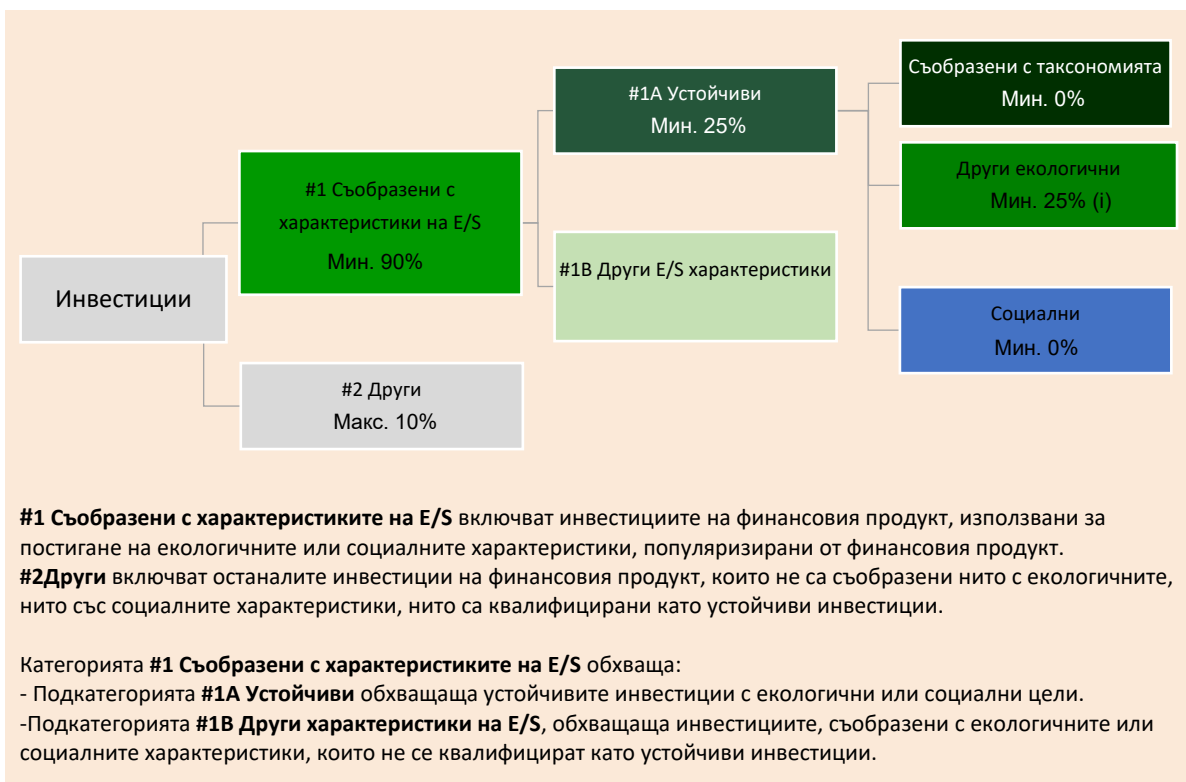 Съобразени с таксономията
Мин. 0%
#1A Устойчиви
Мин. 25%
Други екологични
Мин. 25% (i)
#1 Съобразени с
характеристики на E/S
Мин. 90%
#1B Други E/S характеристики
Инвестиции
Социални
Мин. 0%
#2 Други
Макс. 10%
#1 Съобразени с характеристиките на E/S включват инвестициите на финансовия продукт, използвани за
постигане на екологичните или социалните характеристики, популяризирани от финансовия продукт.
#2Други включват останалите инвестиции на финансовия продукт, които не са съобразени нито с екологичните,
нито със социалните характеристики, нито са квалифицирани като устойчиви инвестиции.
Категорията #1 Съобразени с характеристиките на E/S обхваща:
- Подкатегорията #1A Устойчиви обхващаща устойчивите инвестиции с екологични или социални цели.
-Подкатегорията #1B Други характеристики на E/S, обхващаща инвестициите, съобразени с екологичните или
социалните характеристики, които не се квалифицират като устойчиви инвестиции.